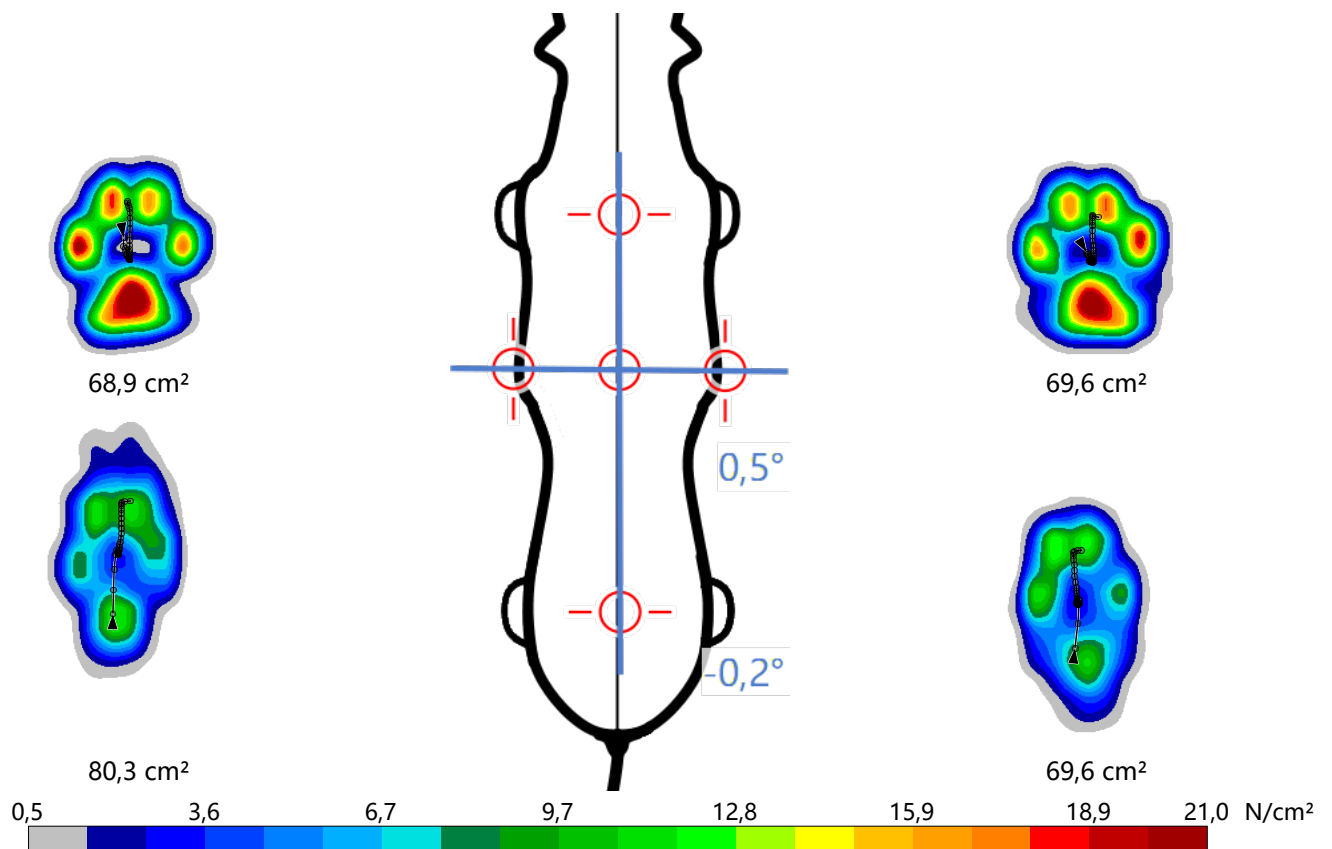 68,9 cm²
69,6 cm²
0,5°
-0,2°
80,3 cm²
69,6 cm²
0,5 3,6 6,7 9,7 12,8 15,9 18,9 21,0 N/cm²